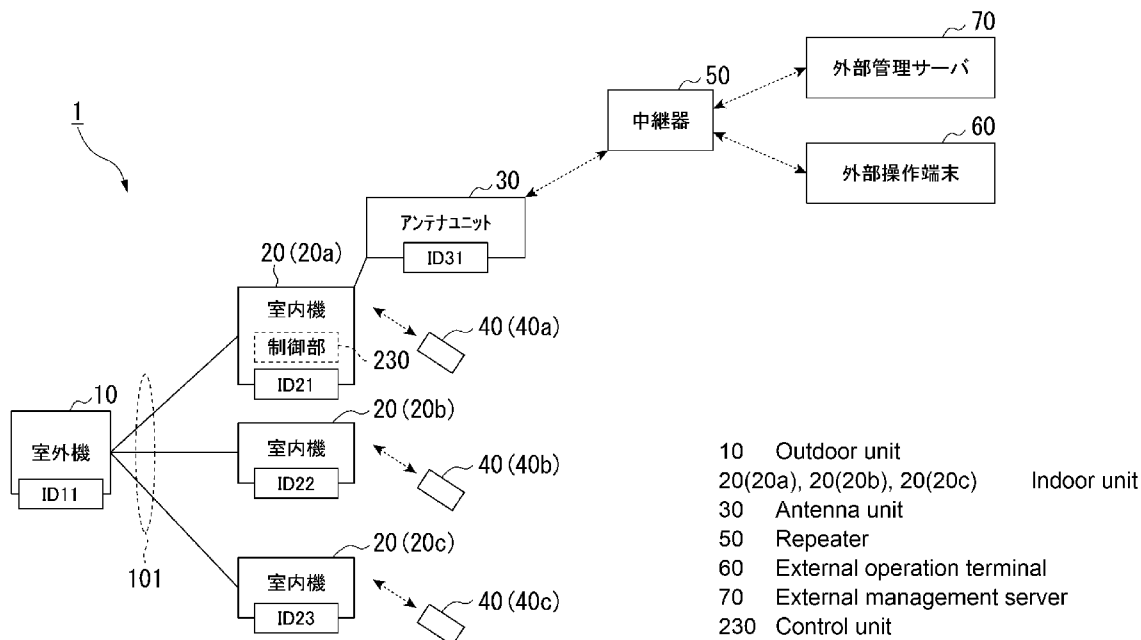 70
外部管理サーバ
50
中継器
60
外部操作端末
1
30
アンテナユニット
ID31
20(20a)
室内機
制御部
230
ID21
40(40a)
10
室外機
ID11
101
20(20b)
室内機
ID22
40(40b)
20(20c)
室内機
ID23
40(40c)
10 Outdoor unit
20(20a), 20(20b), 20(20c) Indoor unit
30 Antenna unit
50 Repeater
60 External operation terminal
70 External management server
230 Control unit